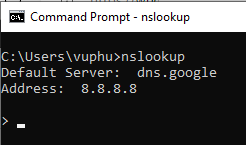 Command Prompt - nslookup
C:\Users\vuphu>nslookup
Default Server:  dns.google
Address:  8.8.8.8
>